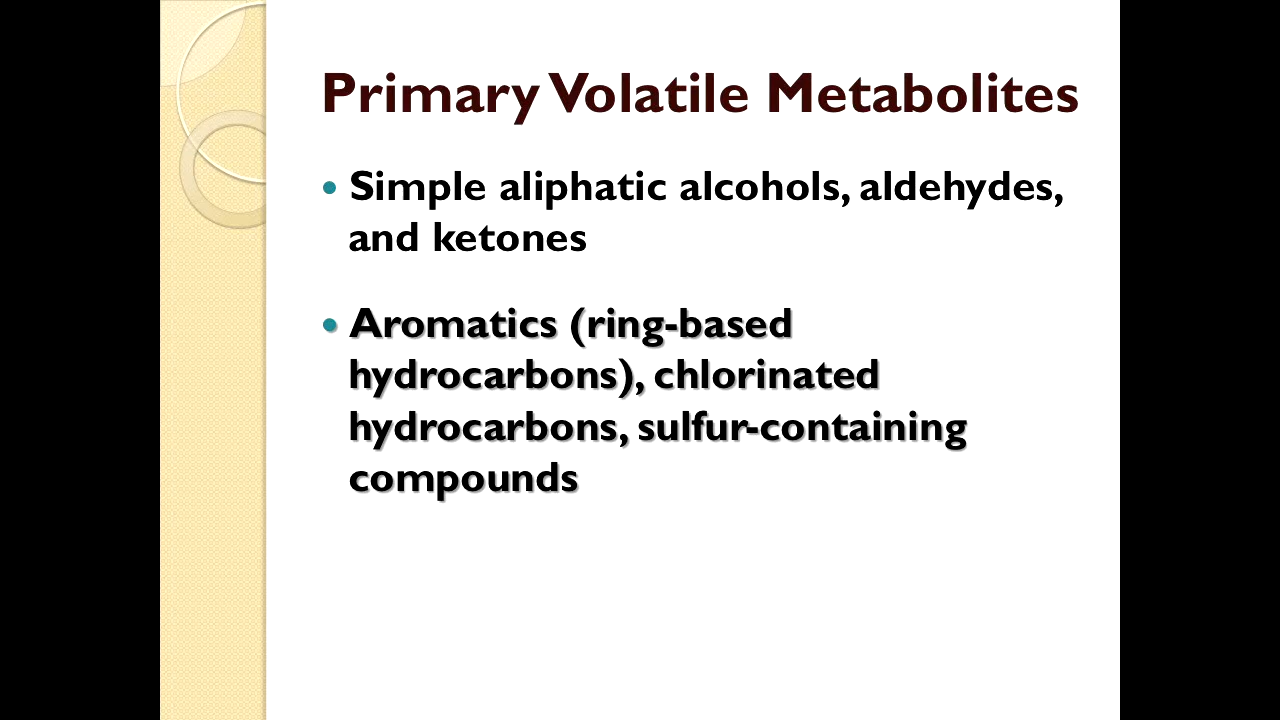 Primary Volatile Metabolites
• Simple aliphatic alcohols, aldehydes,
and ketones
• Aromatics (ring-based
hydrocarbons), chlorinated
hydrocarbons, sulfur-containing
compounds